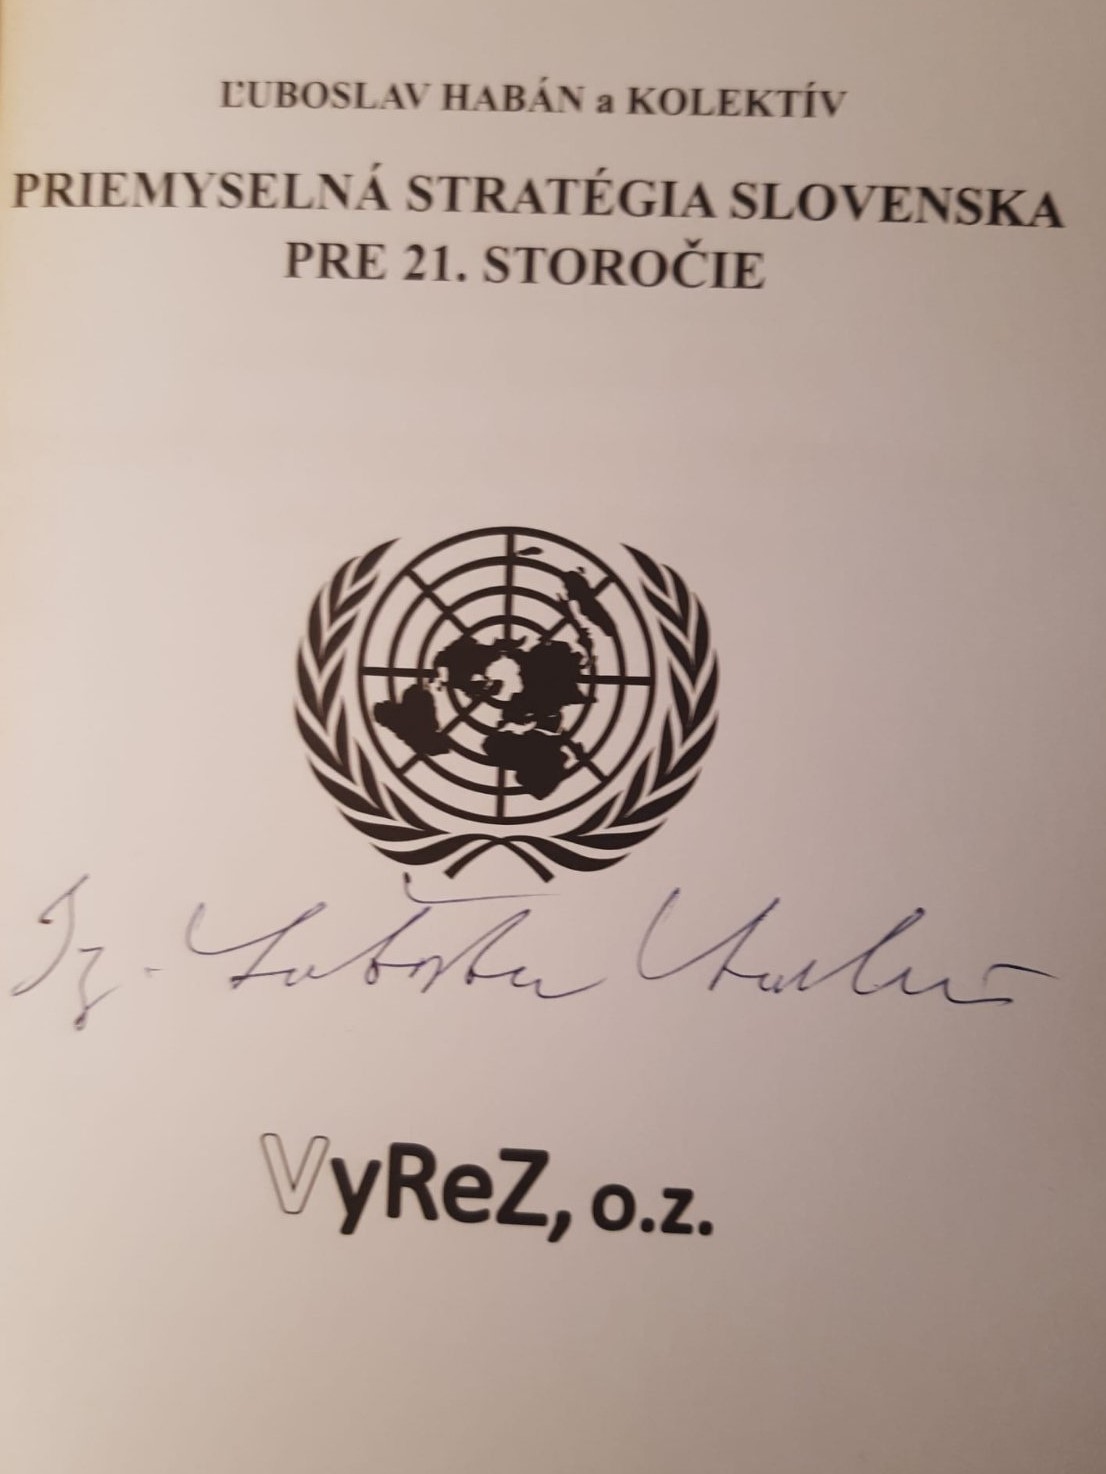 ĽUBOSLAV HABÁN a KOLEKTÍV
PRIEMYSELNÁ STRATÉGIA SLOVENSKA
PRE 21. STOROČIE
VyReZ, o.z.